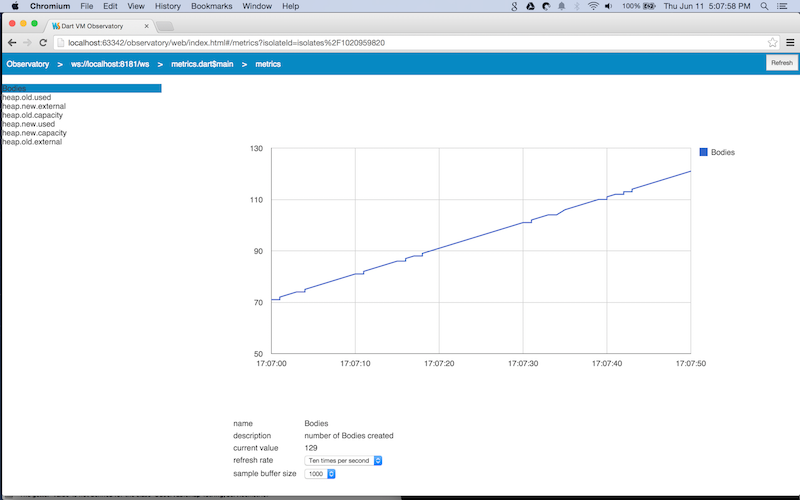 Chromium File Edit View History Bookmarks Window Help 100% Thu Jun 11 5:07:58 PM
Dart VM Observatory
localhost:63342/observatory/web/index.html#/metrics?isolateId=isolates%2F1020959820
Observatory > ws://localhost:8181/ws > metrics.dart$main > metrics
Refresh
Bodies
heap.old.used
heap.new.external
heap.old.capacity
heap.new.used
heap.new.capacity
heap.old.external
130
110
90
70
50
17:07:00 17:07:10 17:07:20 17:07:30 17:07:40 17:07:50
Bodies
name Bodies
description number of Bodies created
current value 129
refresh rate Ten times per second
sample buffer size 1000